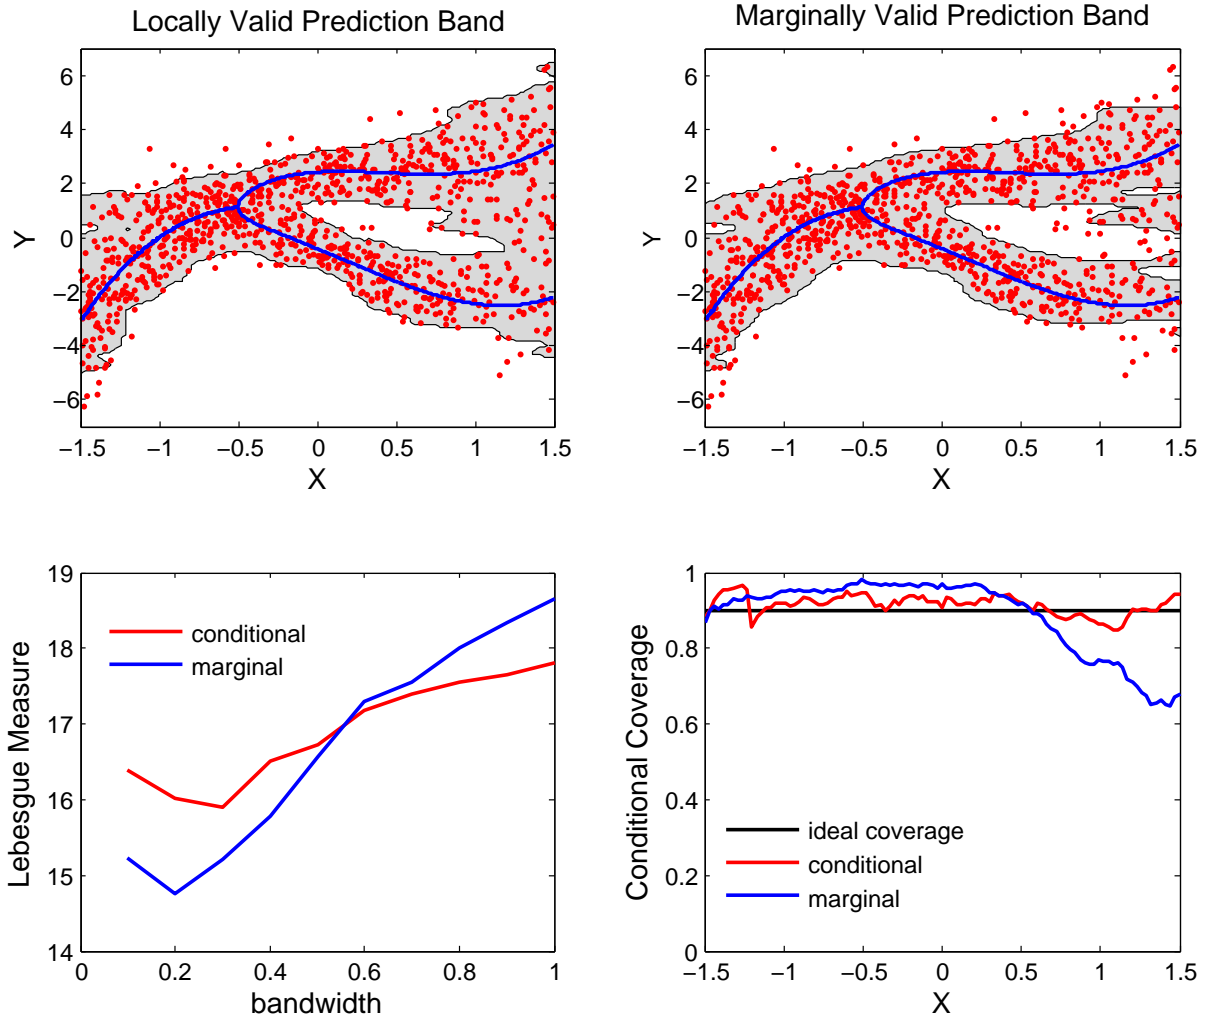 Locally Valid Prediction Band
Marginally Valid Prediction Band
6
4
2
0
−2
−4
−6
Y
−1.5 −1 −0.5 0 0.5 1 1.5
X
6
4
2
0
−2
−4
−6
Y
−1.5 −1 −0.5 0 0.5 1 1.5
X
19
18
17
16
15
14
Lebesgue Measure
conditional
marginal
0 0.2 0.4 0.6 0.8 1
bandwidth
1
0.8
0.6
0.4
0.2
0
Conditional Coverage
ideal coverage
conditional
marginal
−1.5 −1 −0.5 0 0.5 1 1.5
X